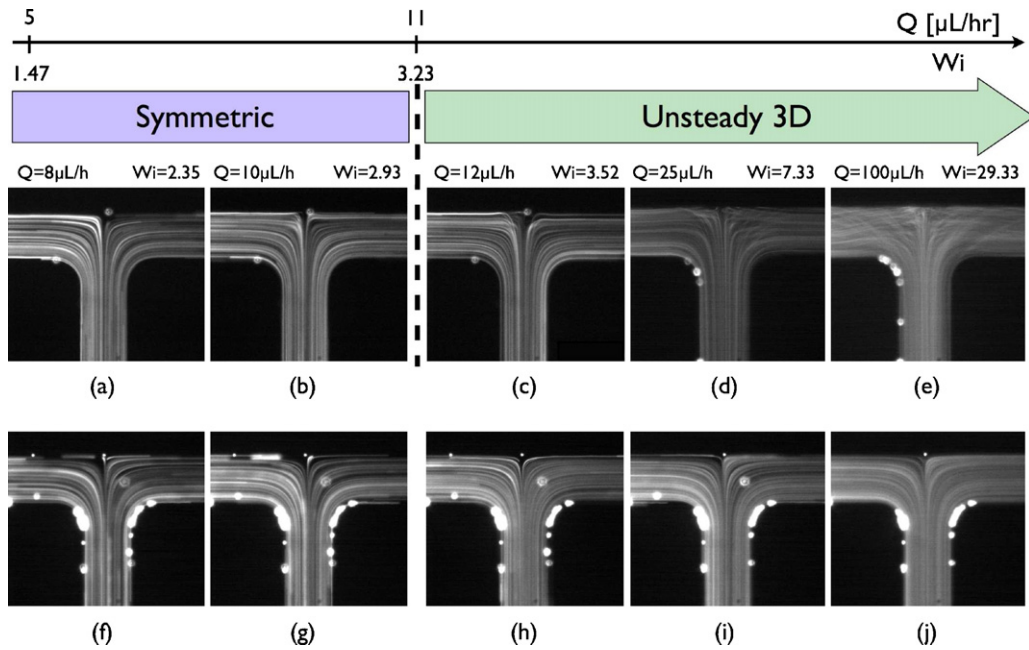 5 11 Q [µL/hr]
1.47 3.23 Wi
Symmetric Unsteady 3D
Q=8µL/h Wi=2.35 Q=10µL/h Wi=2.93 Q=12µL/h Wi=3.52 Q=25µL/h Wi=7.33 Q=100µL/h Wi=29.33
(a) (b) (c) (d) (e)
(f) (g) (h) (i) (j)